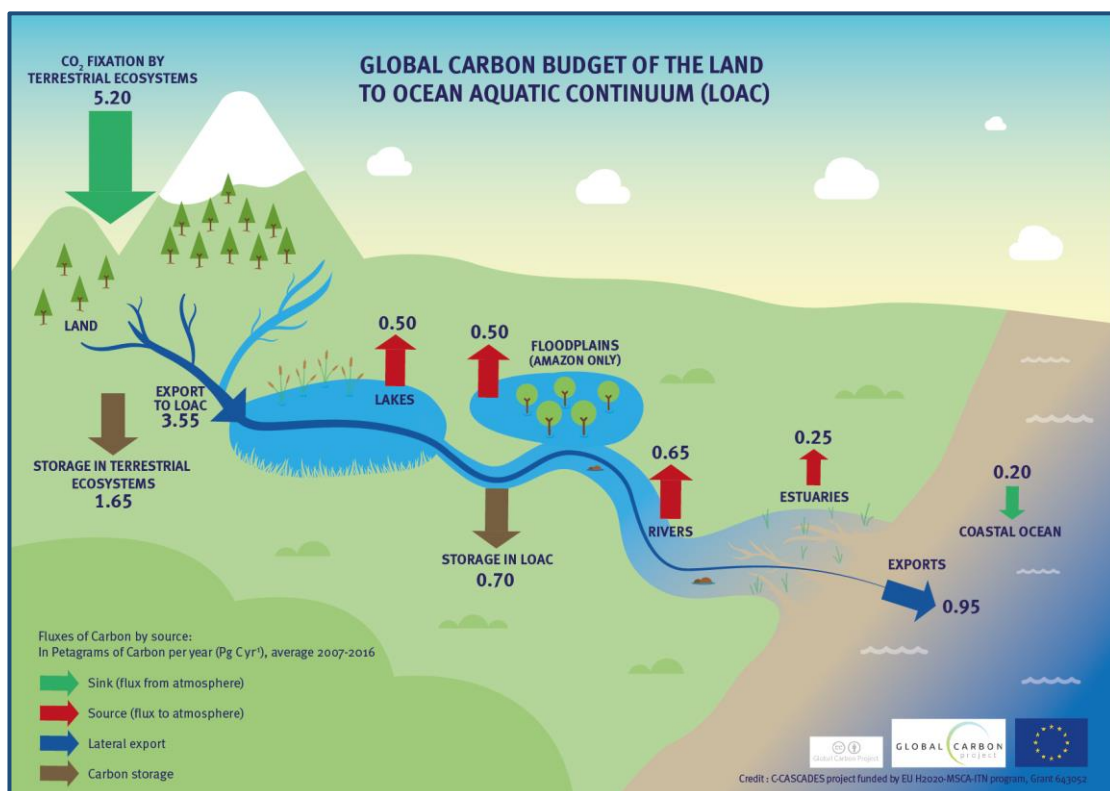 GLOBAL CARBON BUDGET OF THE LAND
TO OCEAN AQUATIC CONTINUUM (LOAC)
CO₂ FIXATION BY
TERRESTRIAL ECOSYSTEMS
5.20
LAND
EXPORT
TO LOAC
3.55
STORAGE IN TERRESTRIAL
ECOSYSTEMS
1.65
0.50
LAKES
0.50
FLOODPLAINS
(AMAZON ONLY)
STORAGE IN LOAC
0.70
0.65
RIVERS
0.25
ESTUARIES
0.20
COASTAL OCEAN
EXPORTS
0.95
Fluxes of Carbon by source:
In Petagrams of Carbon per year (Pg C yr⁻¹), average 2007-2016
Sink (flux from atmosphere)
Source (flux to atmosphere)
Lateral export
Carbon storage
cc
Global Carbon Project
GLOBAL CARBON
project
Credit : C-CASCADES project funded by EU H2020-MSCA-ITN program, Grant 643052